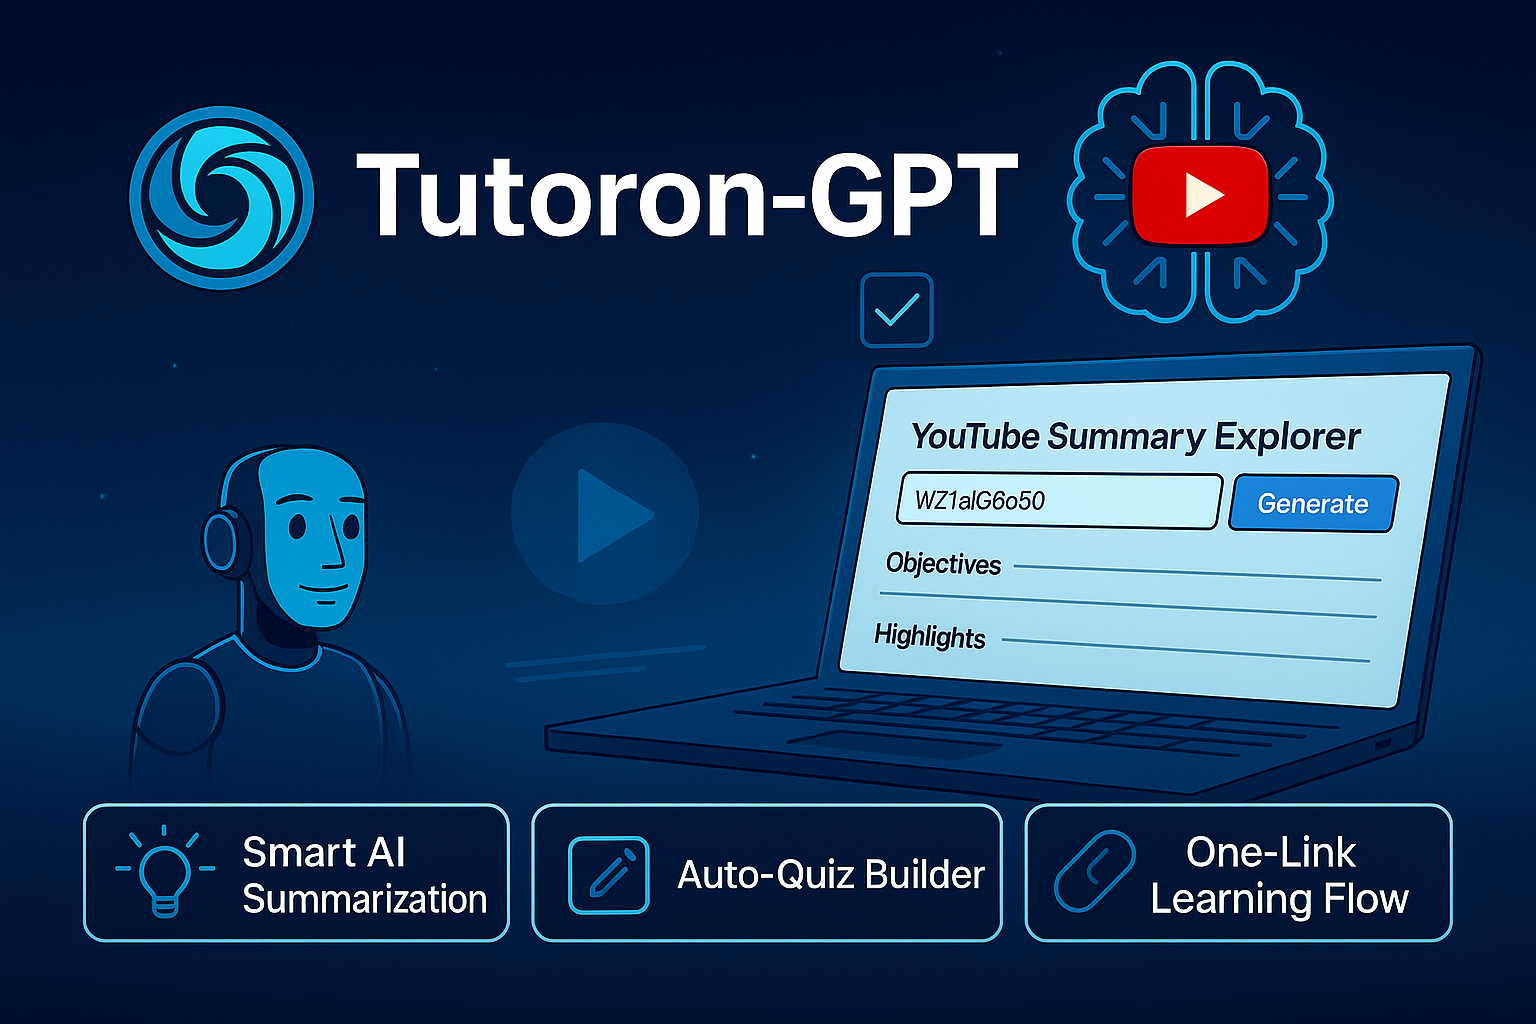 Tutoron-GPT
YouTube Summary Explorer
WZ1alG6o50
Generate
Objectives
Highlights
Smart AI
Summarization
Auto-Quiz Builder
One-Link
Learning Flow